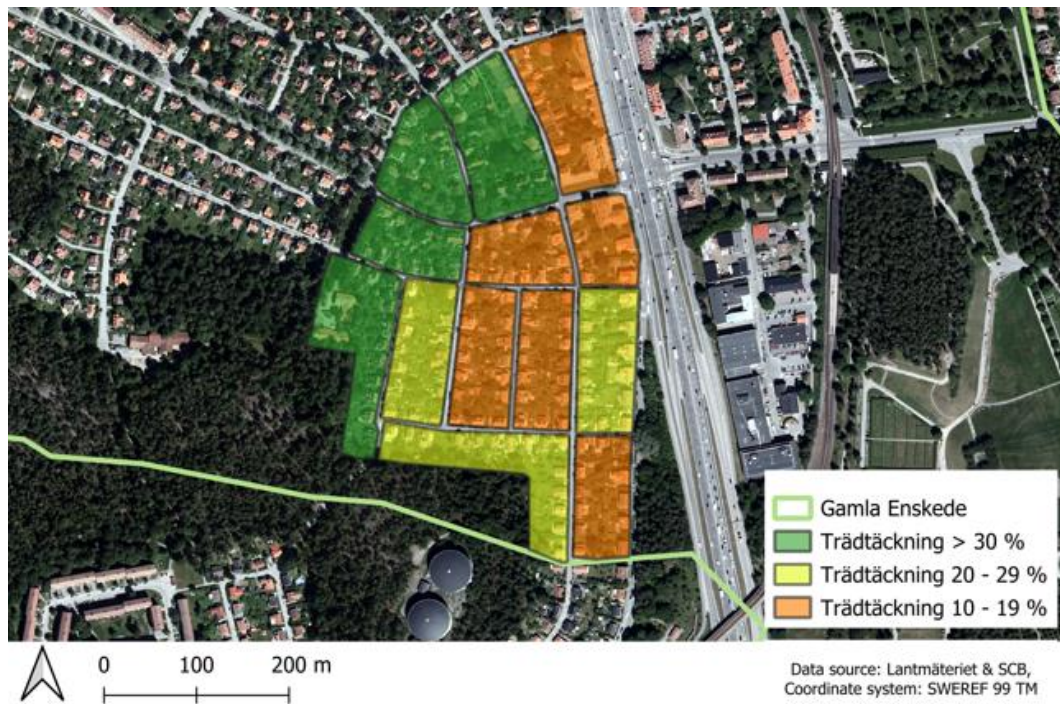 Gamla Enskede
Trädtäckning > 30 %
Trädtäckning 20 - 29 %
Trädtäckning 10 - 19 %
0 100 200 m
Data source: Lantmäteriet & SCB,
Coordinate system: SWEREF 99 TM